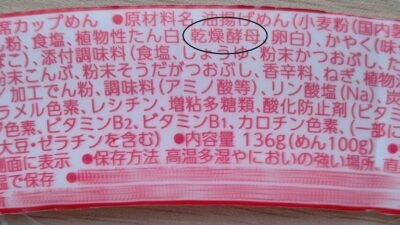 席カップめん ●原材料名 油揚げめん(小麦粉(国内製
ん粉、食塩、植物性たん白、乾燥酵母、卵白)、かやく(味付
ぼこ)、添付調味料(食塩、しょうゆ、粉末かつおぶし、た
粉末こんぶ、粉末そうだがつおぶし、香辛料、ねぎ、植物
/加工でん粉、調味料(アミノ酸等)、リン酸塩(Na)、炭
ラメル色素、レシチン、増粘多糖類、酸化防止剤(ビタミ
ク色素、ビタミンB2、ビタミンB1、カロチン色素、(一部に
大豆・ゼラチンを含む) ●内容量 136g(めん100g)
側面に表示 ●保存方法 高温多湿やにおいの強い場所、直
温で保存 ●